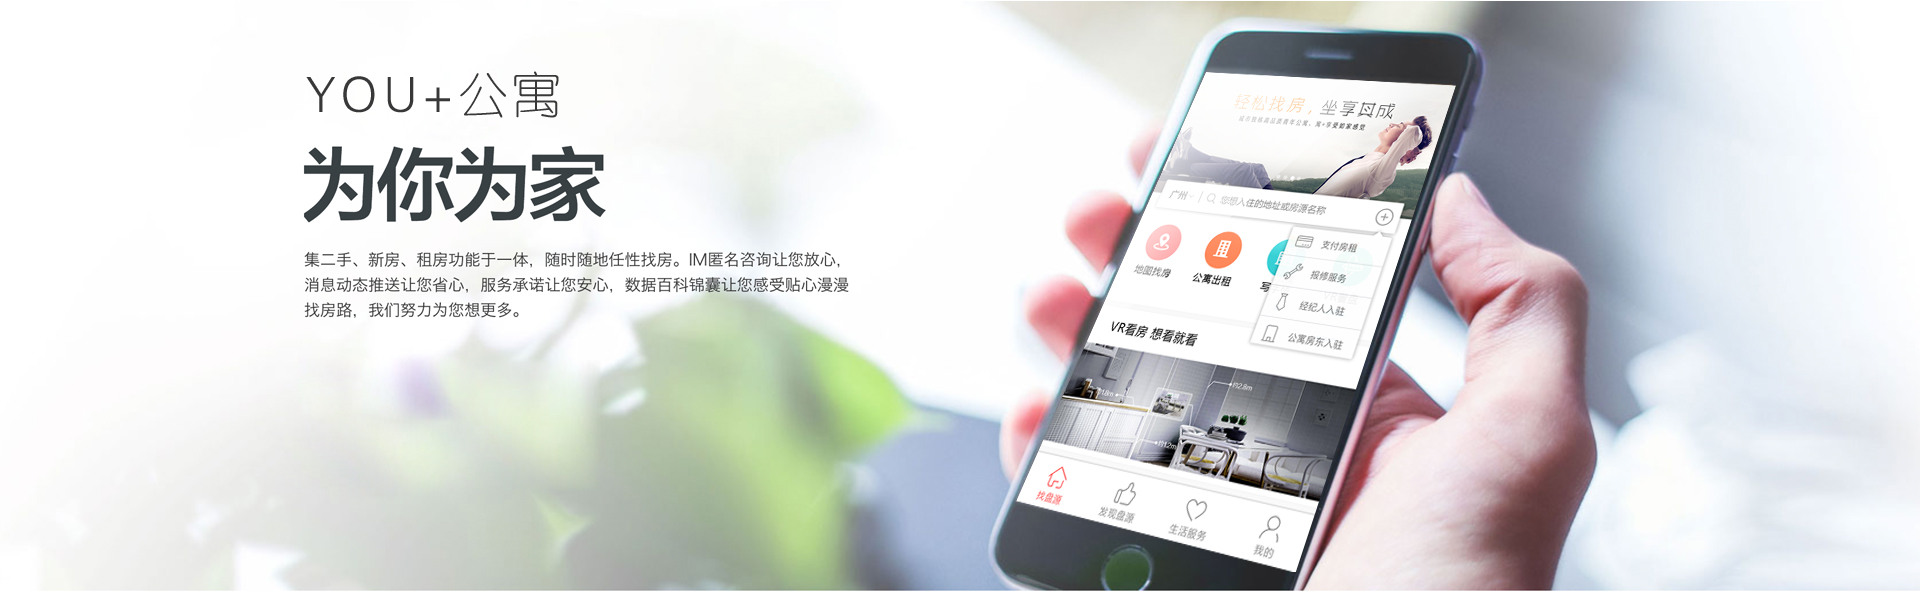 YOU+公寓
为你为家
集二手、新房、租房功能于一体，随时随地任性找房。IM匿名咨询让您放心，
消息动态推送让您省心，服务承诺让您安心，数据百科锦囊让您感受贴心漫漫
找房路，我们努力为您想更多。
轻松找房，坐享其成
广州 您想入住的地址或房源名称
支付房租
报修服务
经纪人入驻
公寓房东入驻
地图找房
公寓出租
写
VR看房 想看就看
约2.8m
找盘源
发现盘源
生活服务
我的